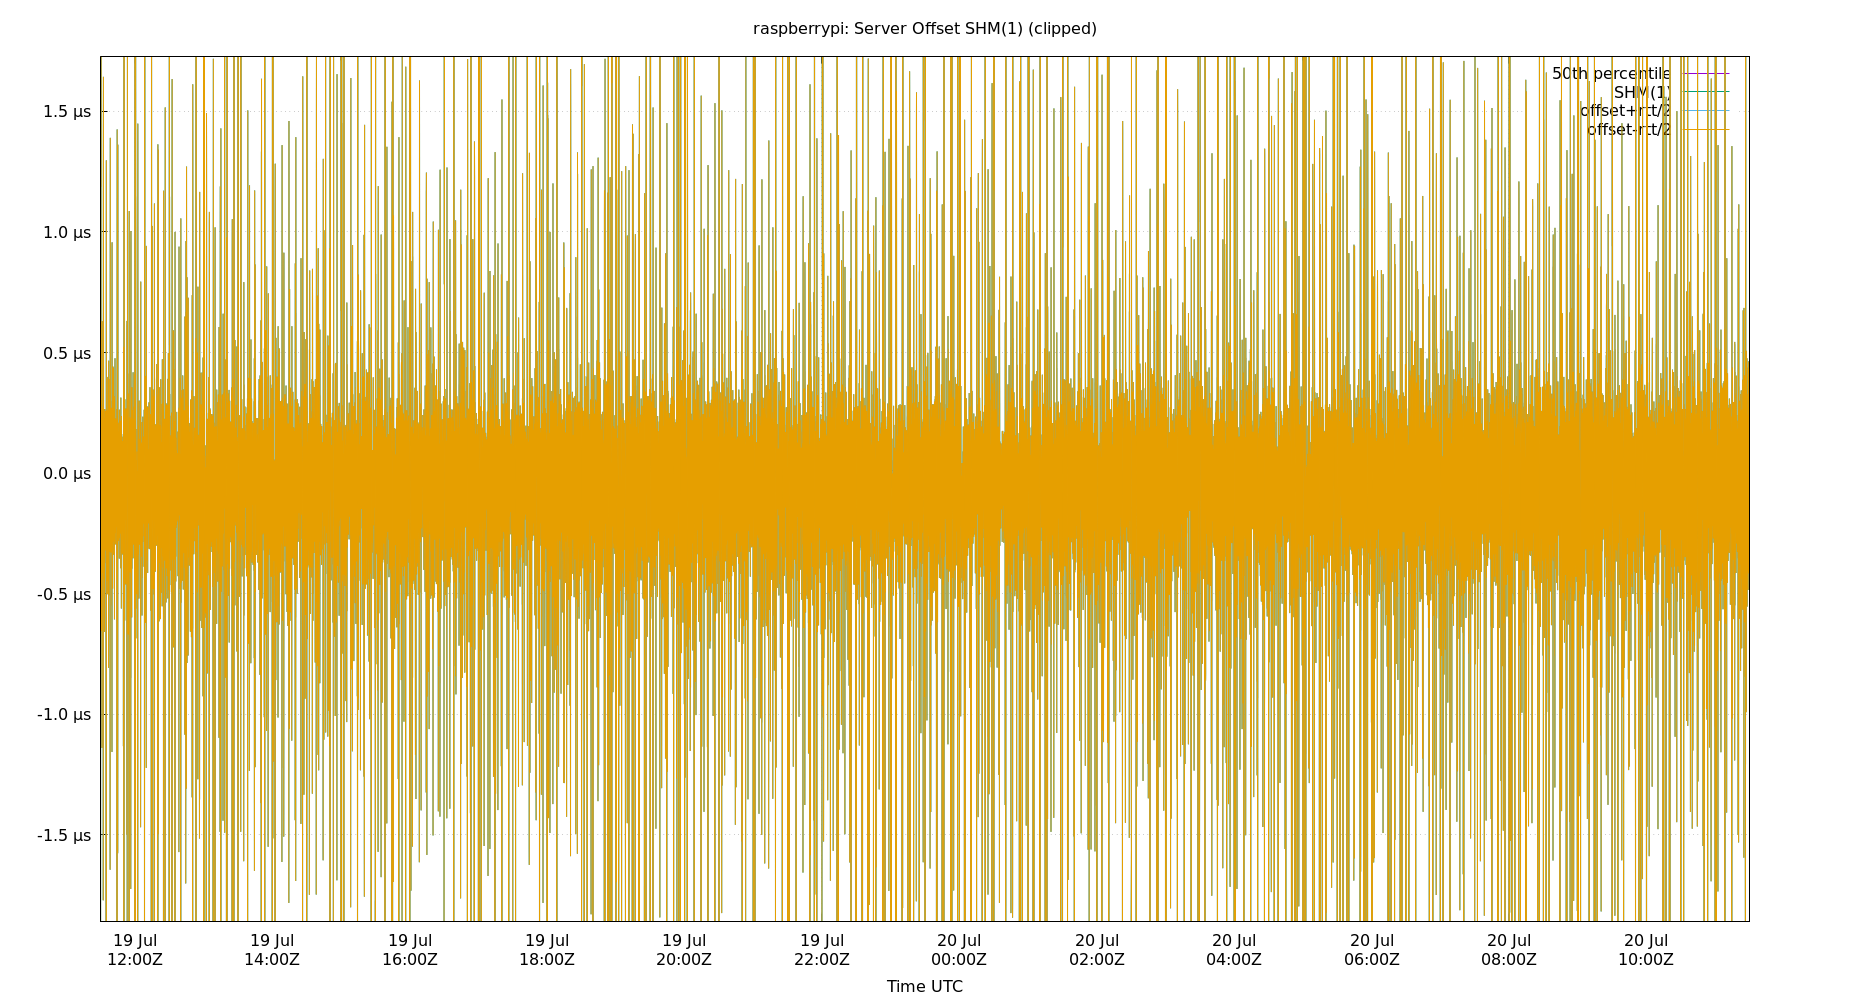 raspberrypi: Server Offset SHM(1) (clipped)
50th percentile
SHM(1)
offset+rtt/2
offset-rtt/2
1.5 µs
1.0 µs
0.5 µs
0.0 µs
-0.5 µs
-1.0 µs
-1.5 µs
19 Jul 19 Jul 19 Jul 19 Jul 19 Jul 19 Jul 20 Jul 20 Jul 20 Jul 20 Jul 20 Jul 20 Jul
12:00Z 14:00Z 16:00Z 18:00Z 20:00Z 22:00Z 00:00Z 02:00Z 04:00Z 06:00Z 08:00Z 10:00Z
Time UTC